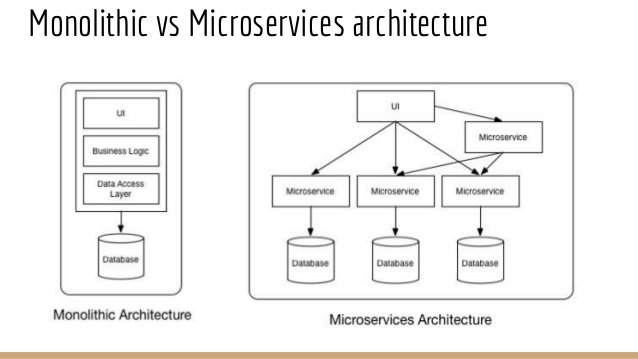 Monolithic vs Microservices architecture
UI
Business Logic
Data Access
Layer
Database
Monolithic Architecture
UI
Microservice
Microservice
Microservice
Microservice
Database
Database
Database
Microservices Architecture